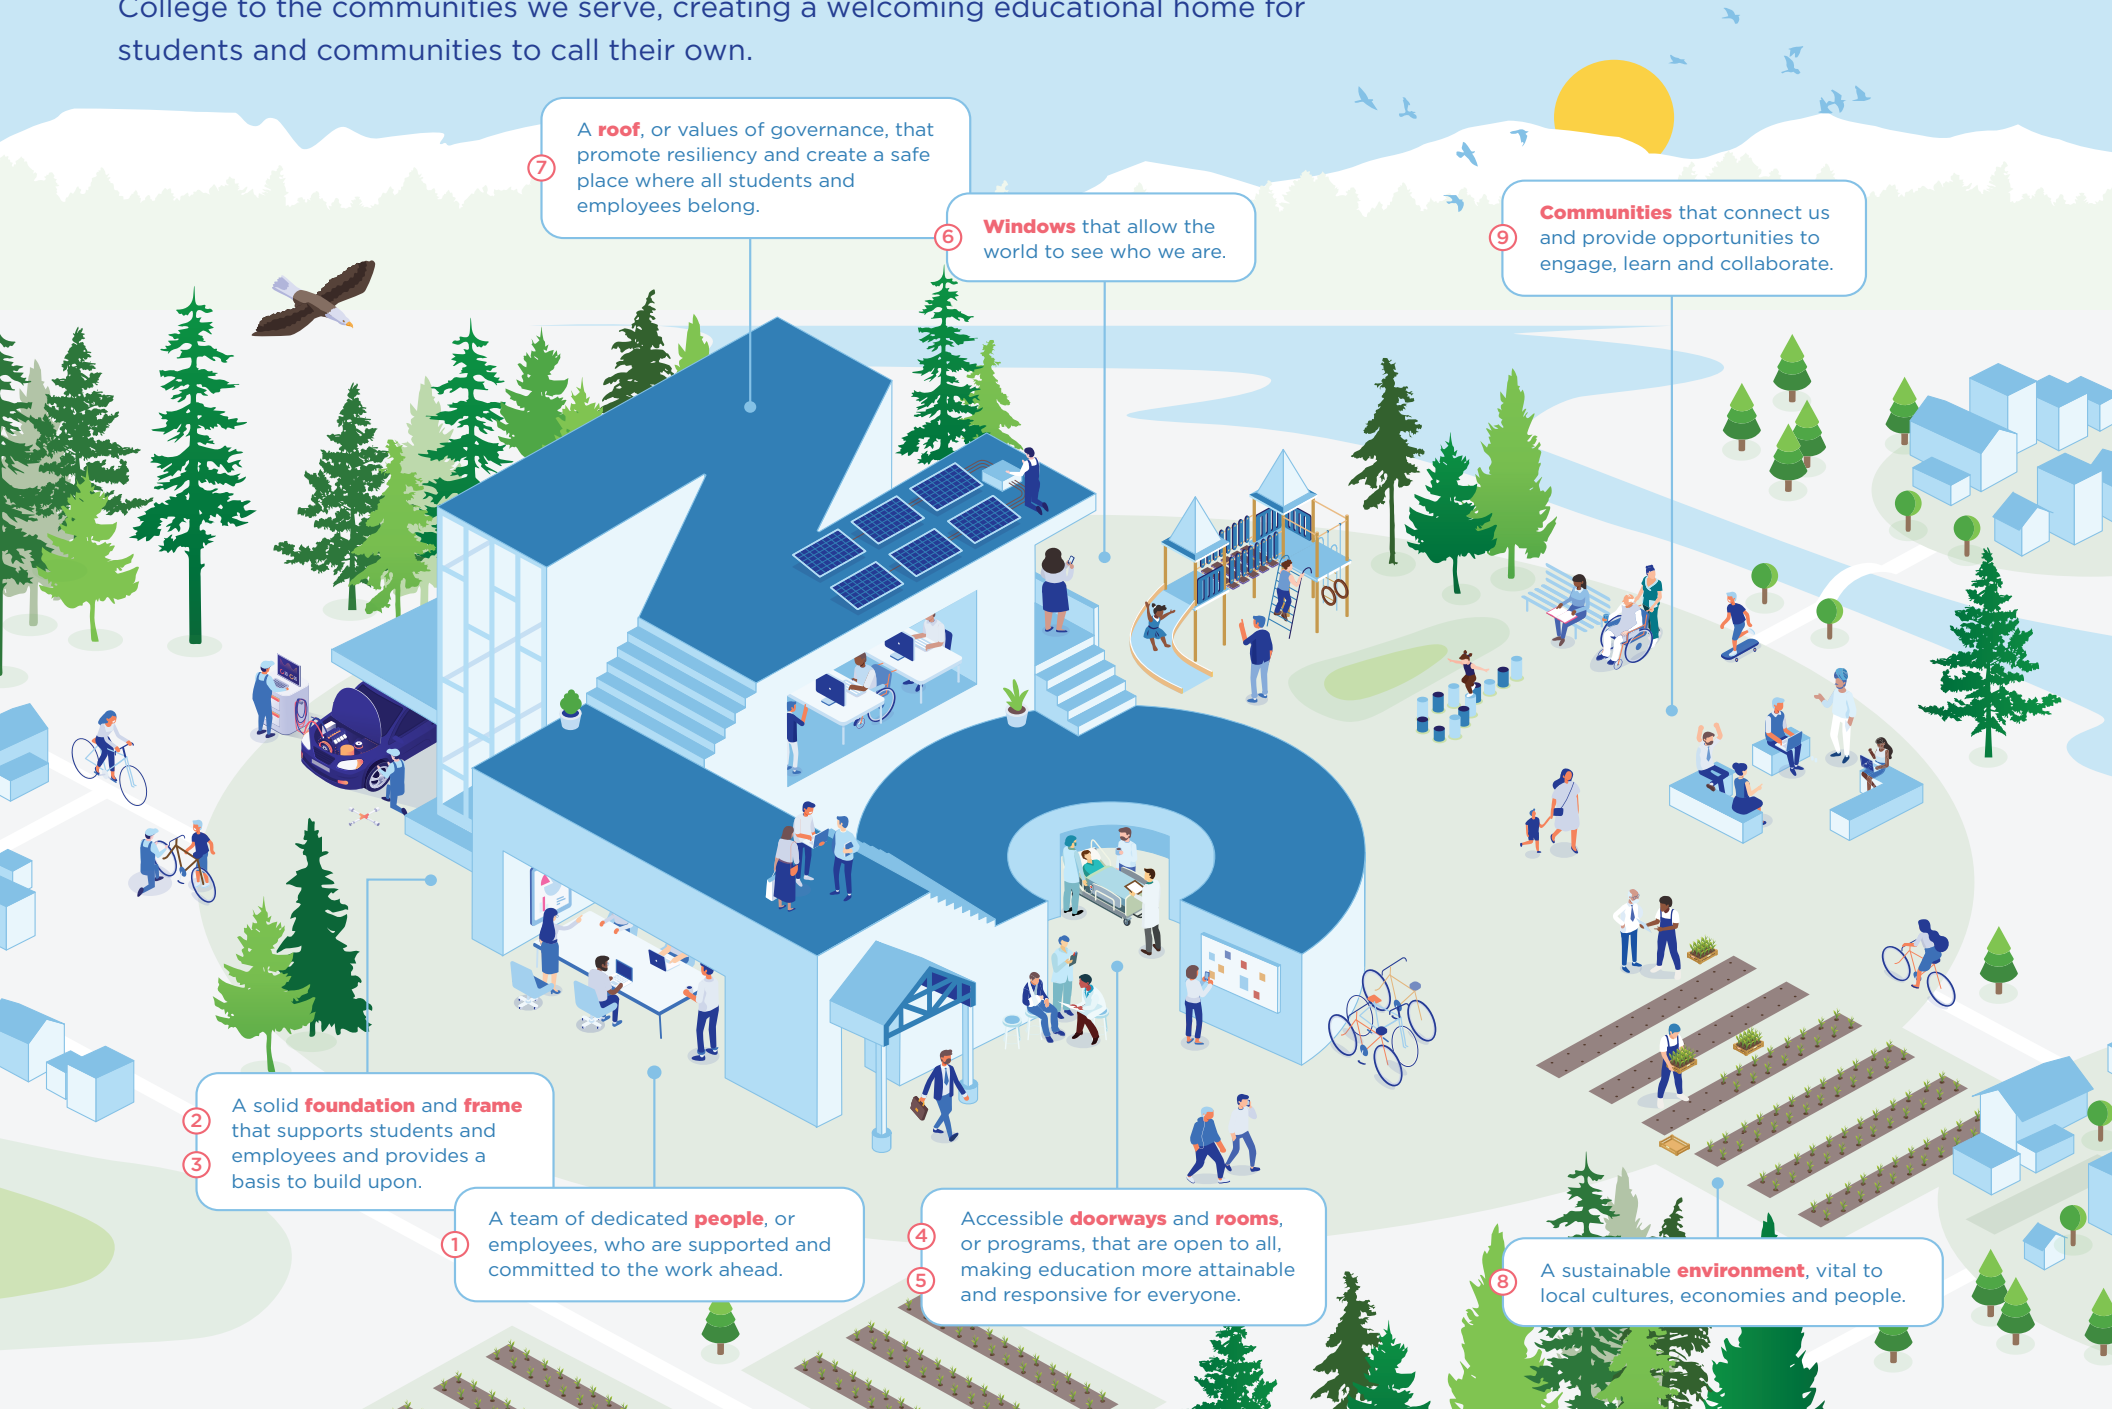 College to the communities we serve, creating a welcoming educational home for
students and communities to call their own.
7
A roof, or values of governance, that
promote resiliency and create a safe
place where all students and
employees belong.
6
Windows that allow the
world to see who we are.
9
Communities that connect us
and provide opportunities to
engage, learn and collaborate.
2
3
A solid foundation and frame
that supports students and
employees and provides a
basis to build upon.
1
A team of dedicated people, or
employees, who are supported and
committed to the work ahead.
4
5
Accessible doorways and rooms,
or programs, that are open to all,
making education more attainable
and responsive for everyone.
8
A sustainable environment, vital to
local cultures, economies and people.